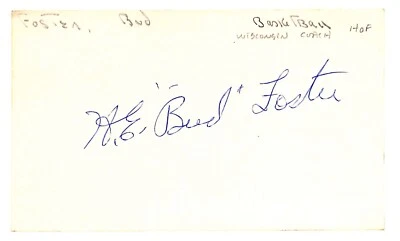 Foster, Bud Basketball HOF
WISCONSIN COACH
H.E. "Bud" Foster